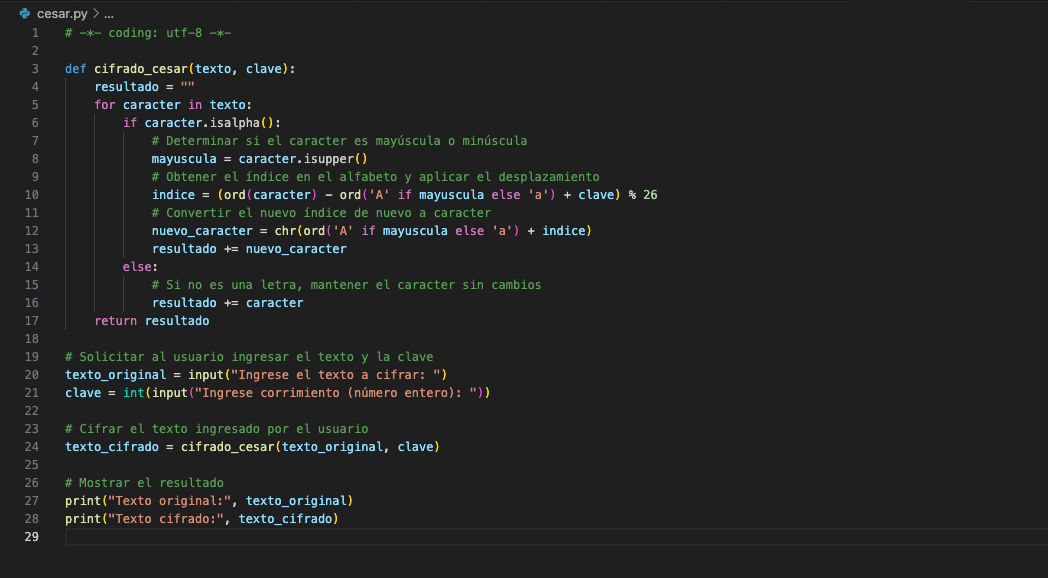 cesar.py > ...
1 # -*- coding: utf-8 -*-
2
3 def cifrado_cesar(texto, clave):
4     resultado = ""
5     for caracter in texto:
6         if caracter.isalpha():
7             # Determinar si el caracter es mayúscula o minúscula
8             mayuscula = caracter.isupper()
9             # Obtener el índice en el alfabeto y aplicar el desplazamiento
10             indice = (ord(caracter) - ord('A' if mayuscula else 'a') + clave) % 26
11             # Convertir el nuevo índice de nuevo a caracter
12             nuevo_caracter = chr(ord('A' if mayuscula else 'a') + indice)
13             resultado += nuevo_caracter
14         else:
15             # Si no es una letra, mantener el caracter sin cambios
16             resultado += caracter
17     return resultado
18
19 # Solicitar al usuario ingresar el texto y la clave
20 texto_original = input("Ingrese el texto a cifrar: ")
21 clave = int(input("Ingrese corrimiento (número entero): "))
22
23 # Cifrar el texto ingresado por el usuario
24 texto_cifrado = cifrado_cesar(texto_original, clave)
25
26 # Mostrar el resultado
27 print("Texto original:", texto_original)
28 print("Texto cifrado:", texto_cifrado)
29